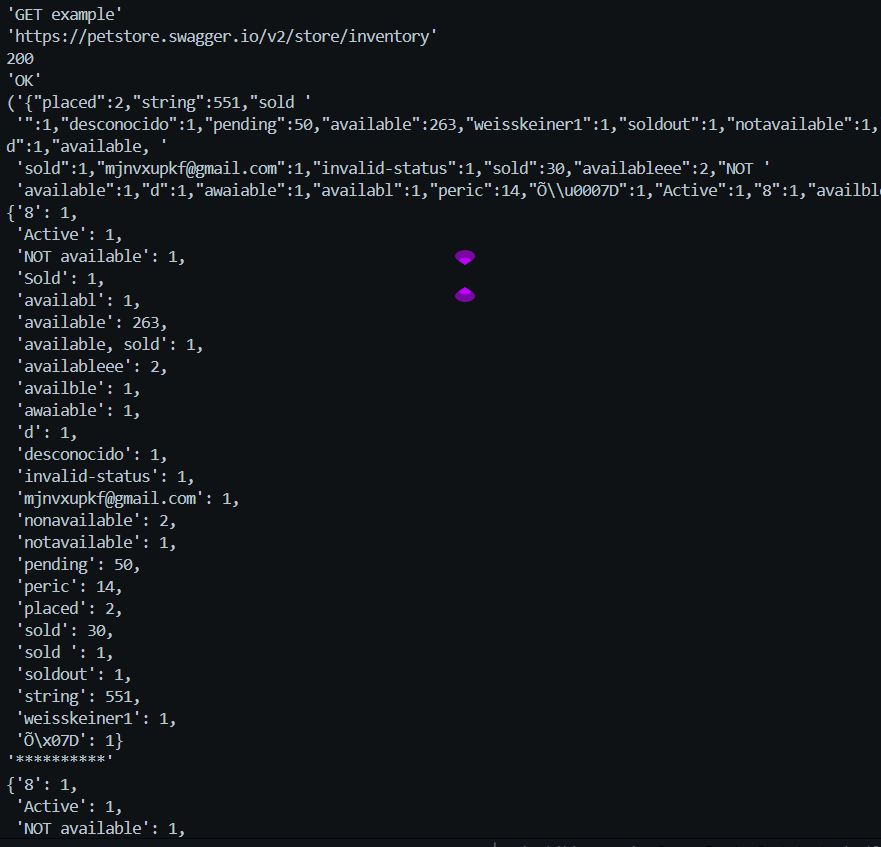 'GET example'
'https://petstore.swagger.io/v2/store/inventory'
200
'OK'
('{"placed":2,"string":551,"sold '
'":1,"desconocido":1,"pending":50,"available":263,"weisskeiner1":1,"soldout":1,"notavailable":1,
d":1,"available, '
'sold":1,"mjnvxupkf@gmail.com":1,"invalid-status":1,"sold":30,"availableee":2,"NOT '
'available":1,"d":1,"awaiable":1,"availabl":1,"peric":14,"Õ\\u0007D":1,"Active":1,"8":1,"availbl
{'8': 1,
'Active': 1,
'NOT available': 1,
'Sold': 1,
'availabl': 1,
'available': 263,
'available, sold': 1,
'availableee': 2,
'availble': 1,
'awaiable': 1,
'd': 1,
'desconocido': 1,
'invalid-status': 1,
'mjnvxupkf@gmail.com': 1,
'nonavailable': 2,
'notavailable': 1,
'pending': 50,
'peric': 14,
'placed': 2,
'sold': 30,
'sold ': 1,
'soldout': 1,
'string': 551,
'weisskeiner1': 1,
'Õ\x07D': 1}
'**********'
{'8': 1,
'Active': 1,
'NOT available': 1,